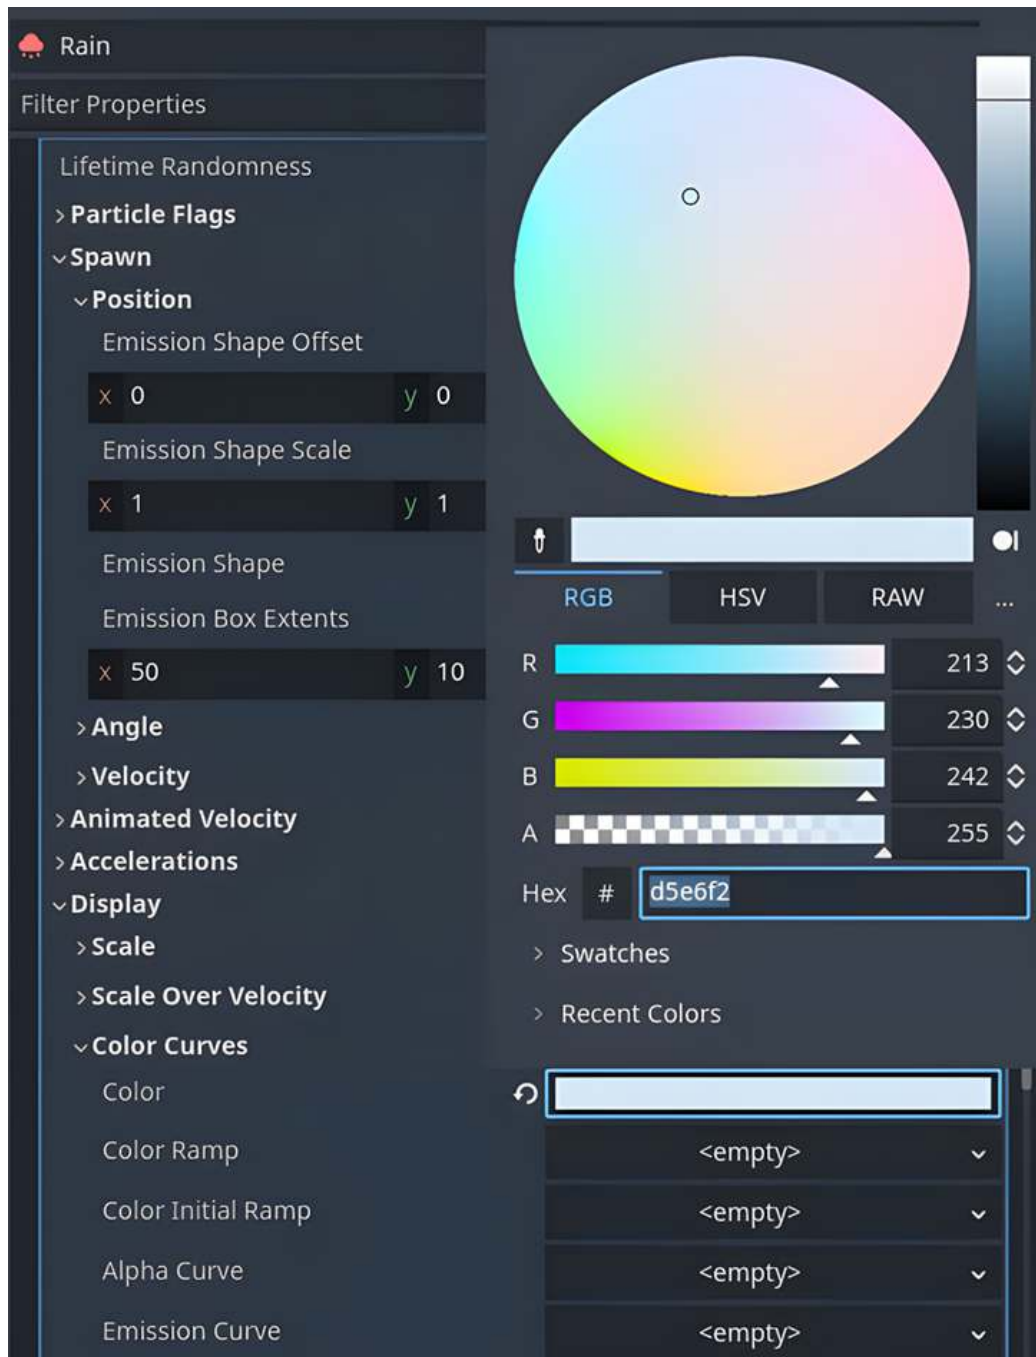 Rain
Filter Properties
Lifetime Randomness
Particle Flags
Spawn
Position
Emission Shape Offset
x 0 y 0
Emission Shape Scale
x 1 y 1
Emission Shape
Emission Box Extents
x 50 y 10
Angle
Velocity
Animated Velocity
Accelerations
Display
Scale
Scale Over Velocity
Color Curves
RGB HSV RAW ...
R 213
G 230
B 242
A 255
Hex # d5e6f2
Swatches
Recent Colors
Color
Color Ramp <empty>
Color Initial Ramp <empty>
Alpha Curve <empty>
Emission Curve <empty>